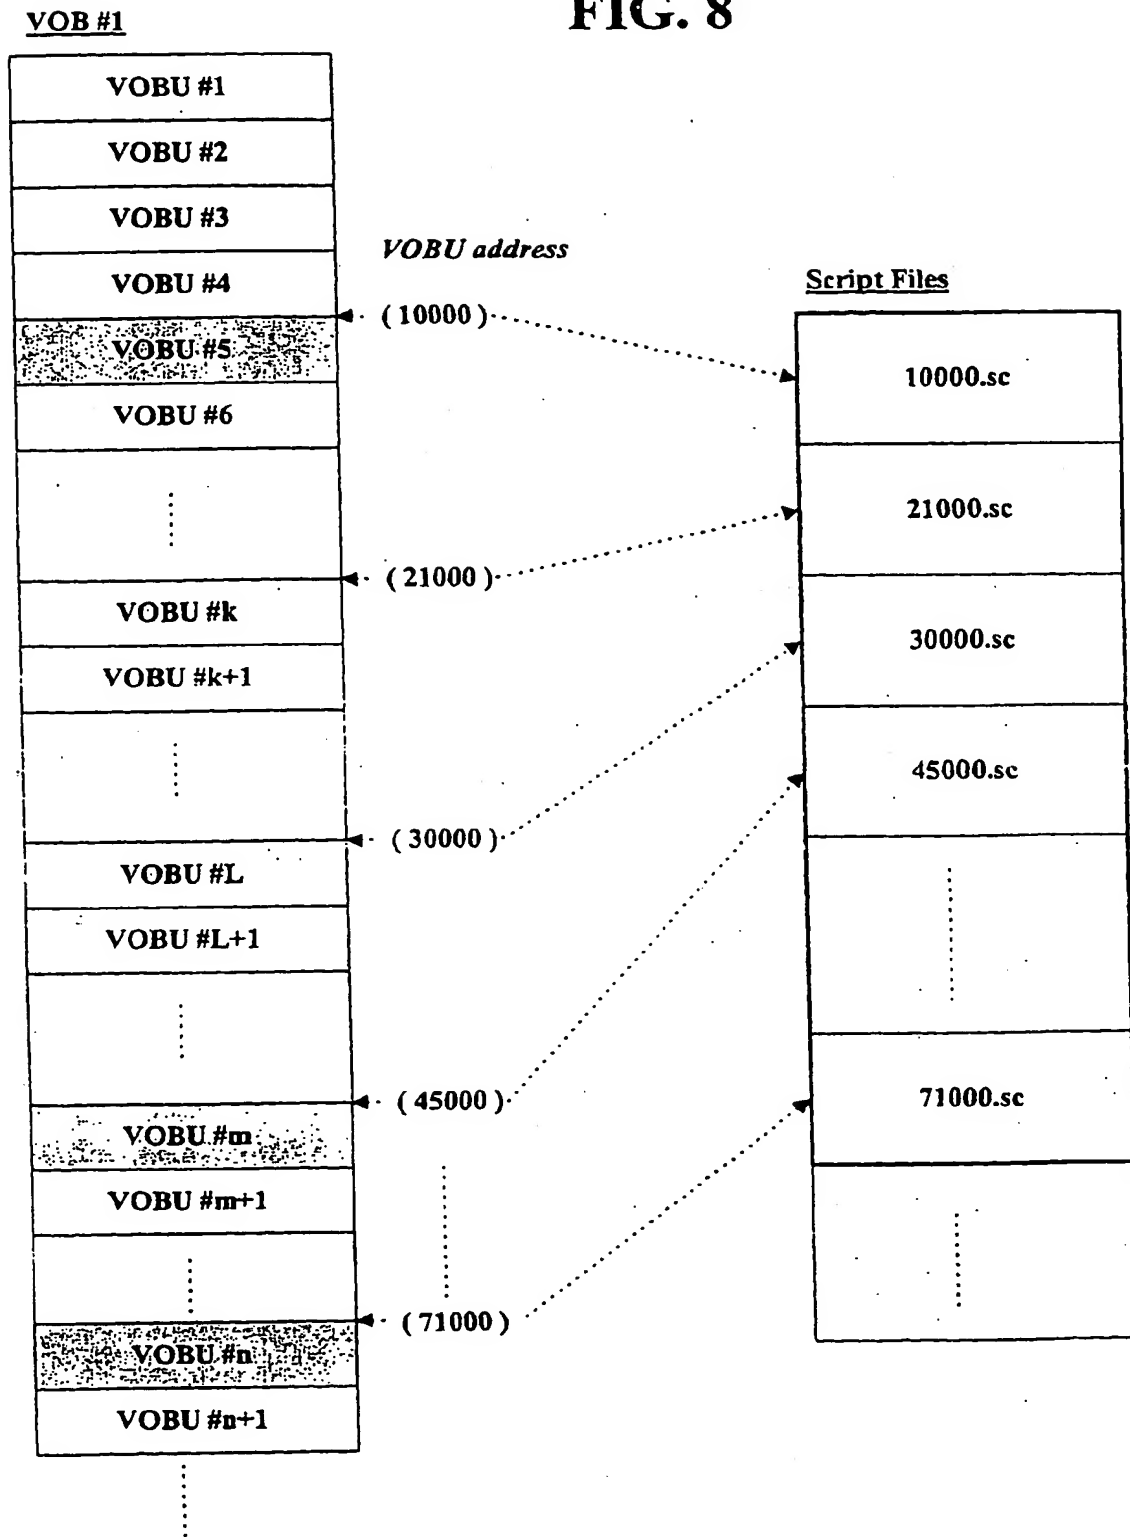 FIG. 8
VOB #1
VOBU #1
VOBU #2
VOBU #3
VOBU #4
VOBU #5
VOBU #6
VOBU #k
VOBU #k+1
VOBU #L
VOBU #L+1
VOBU #m
VOBU #m+1
VOBU #n
VOBU #n+1
VOBU address
( 10000 )
( 21000 )
( 30000 )
( 45000 )
( 71000 )
Script Files
10000.sc
21000.sc
30000.sc
45000.sc
71000.sc